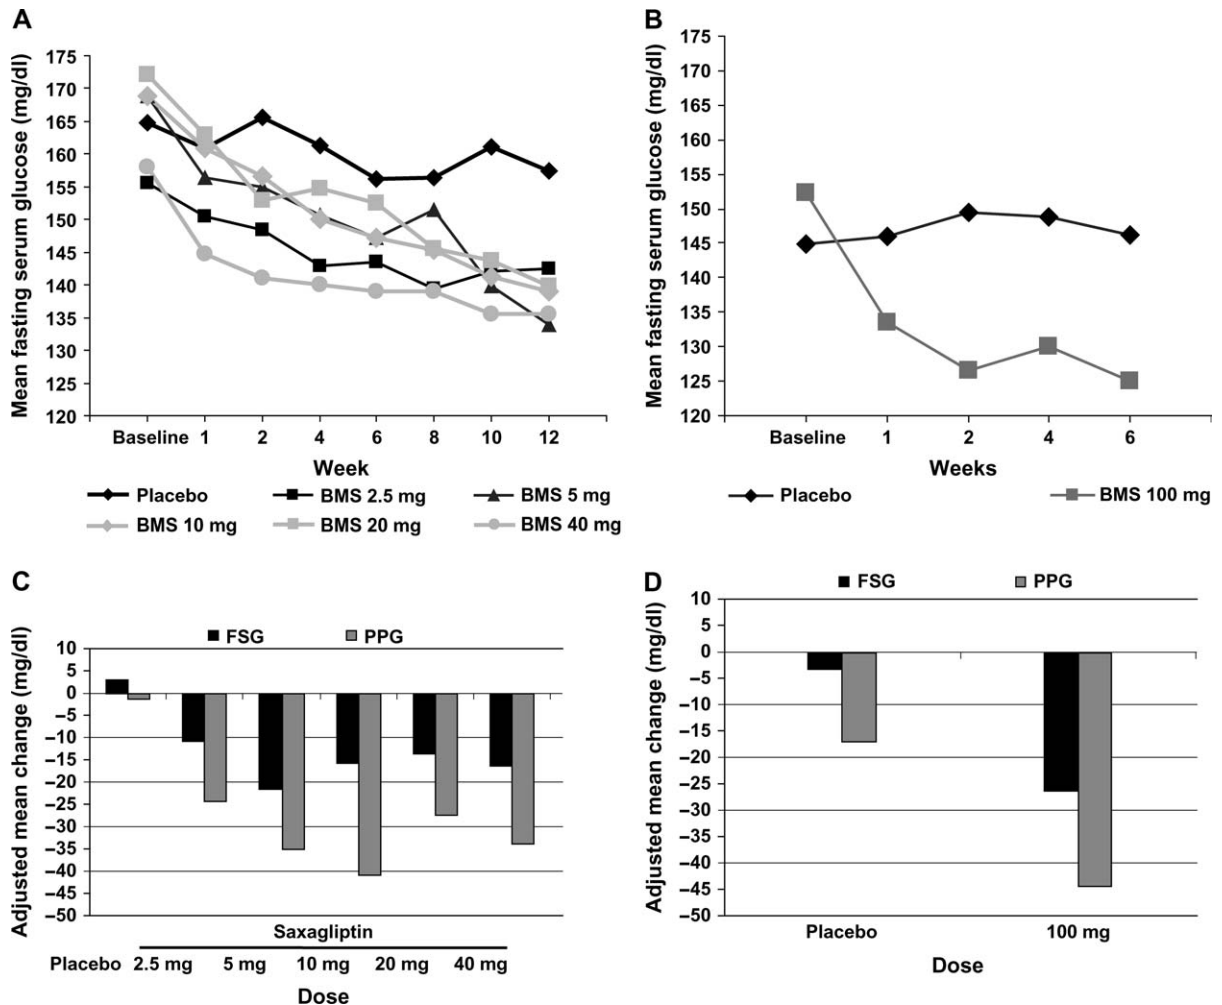 A
Mean fasting serum glucose (mg/dl)
175
170
165
160
155
150
145
140
135
130
125
120
Baseline 1 2 4 6 8 10 12
Week
Placebo BMS 2.5 mg BMS 5 mg
BMS 10 mg BMS 20 mg BMS 40 mg
B
Mean fasting serum glucose (mg/dl)
175
170
165
160
155
150
145
140
135
130
125
120
Baseline 1 2 4 6
Weeks
Placebo BMS 100 mg
C
FSG PPG
Adjusted mean change (mg/dl)
10
5
0
−5
−10
−15
−20
−25
−30
−35
−40
−45
−50
Saxagliptin
Placebo 2.5 mg 5 mg 10 mg 20 mg 40 mg
Dose
D
FSG PPG
Adjusted mean change (mg/dl)
10
5
0
−5
−10
−15
−20
−25
−30
−35
−40
−45
−50
Placebo 100 mg
Dose